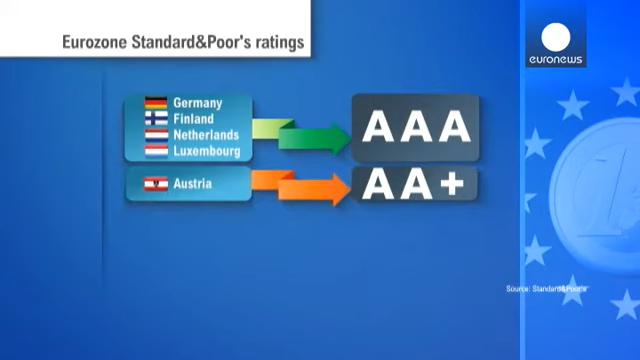 Eurozone Standard&Poor's ratings
euronews
Germany
Finland
Netherlands
Luxembourg
AAA
Austria
AA+
Source: Standard&Poor's